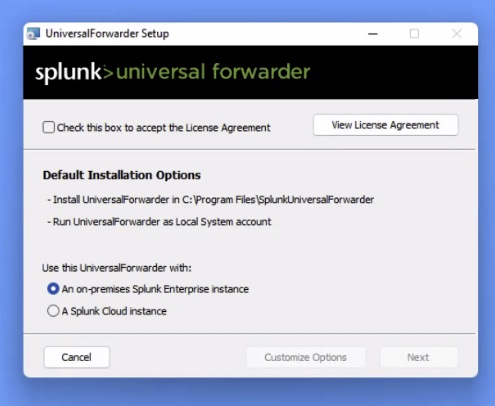 UniversalForwarder Setup
splunk>universal forwarder
Check this box to accept the License Agreement
View License Agreement
Default Installation Options
- Install UniversalForwarder in C:\Program Files\SplunkUniversalForwarder
- Run UniversalForwarder as Local System account
Use this UniversalForwarder with:
An on-premises Splunk Enterprise instance
A Splunk Cloud instance
Cancel
Customize Options
Next